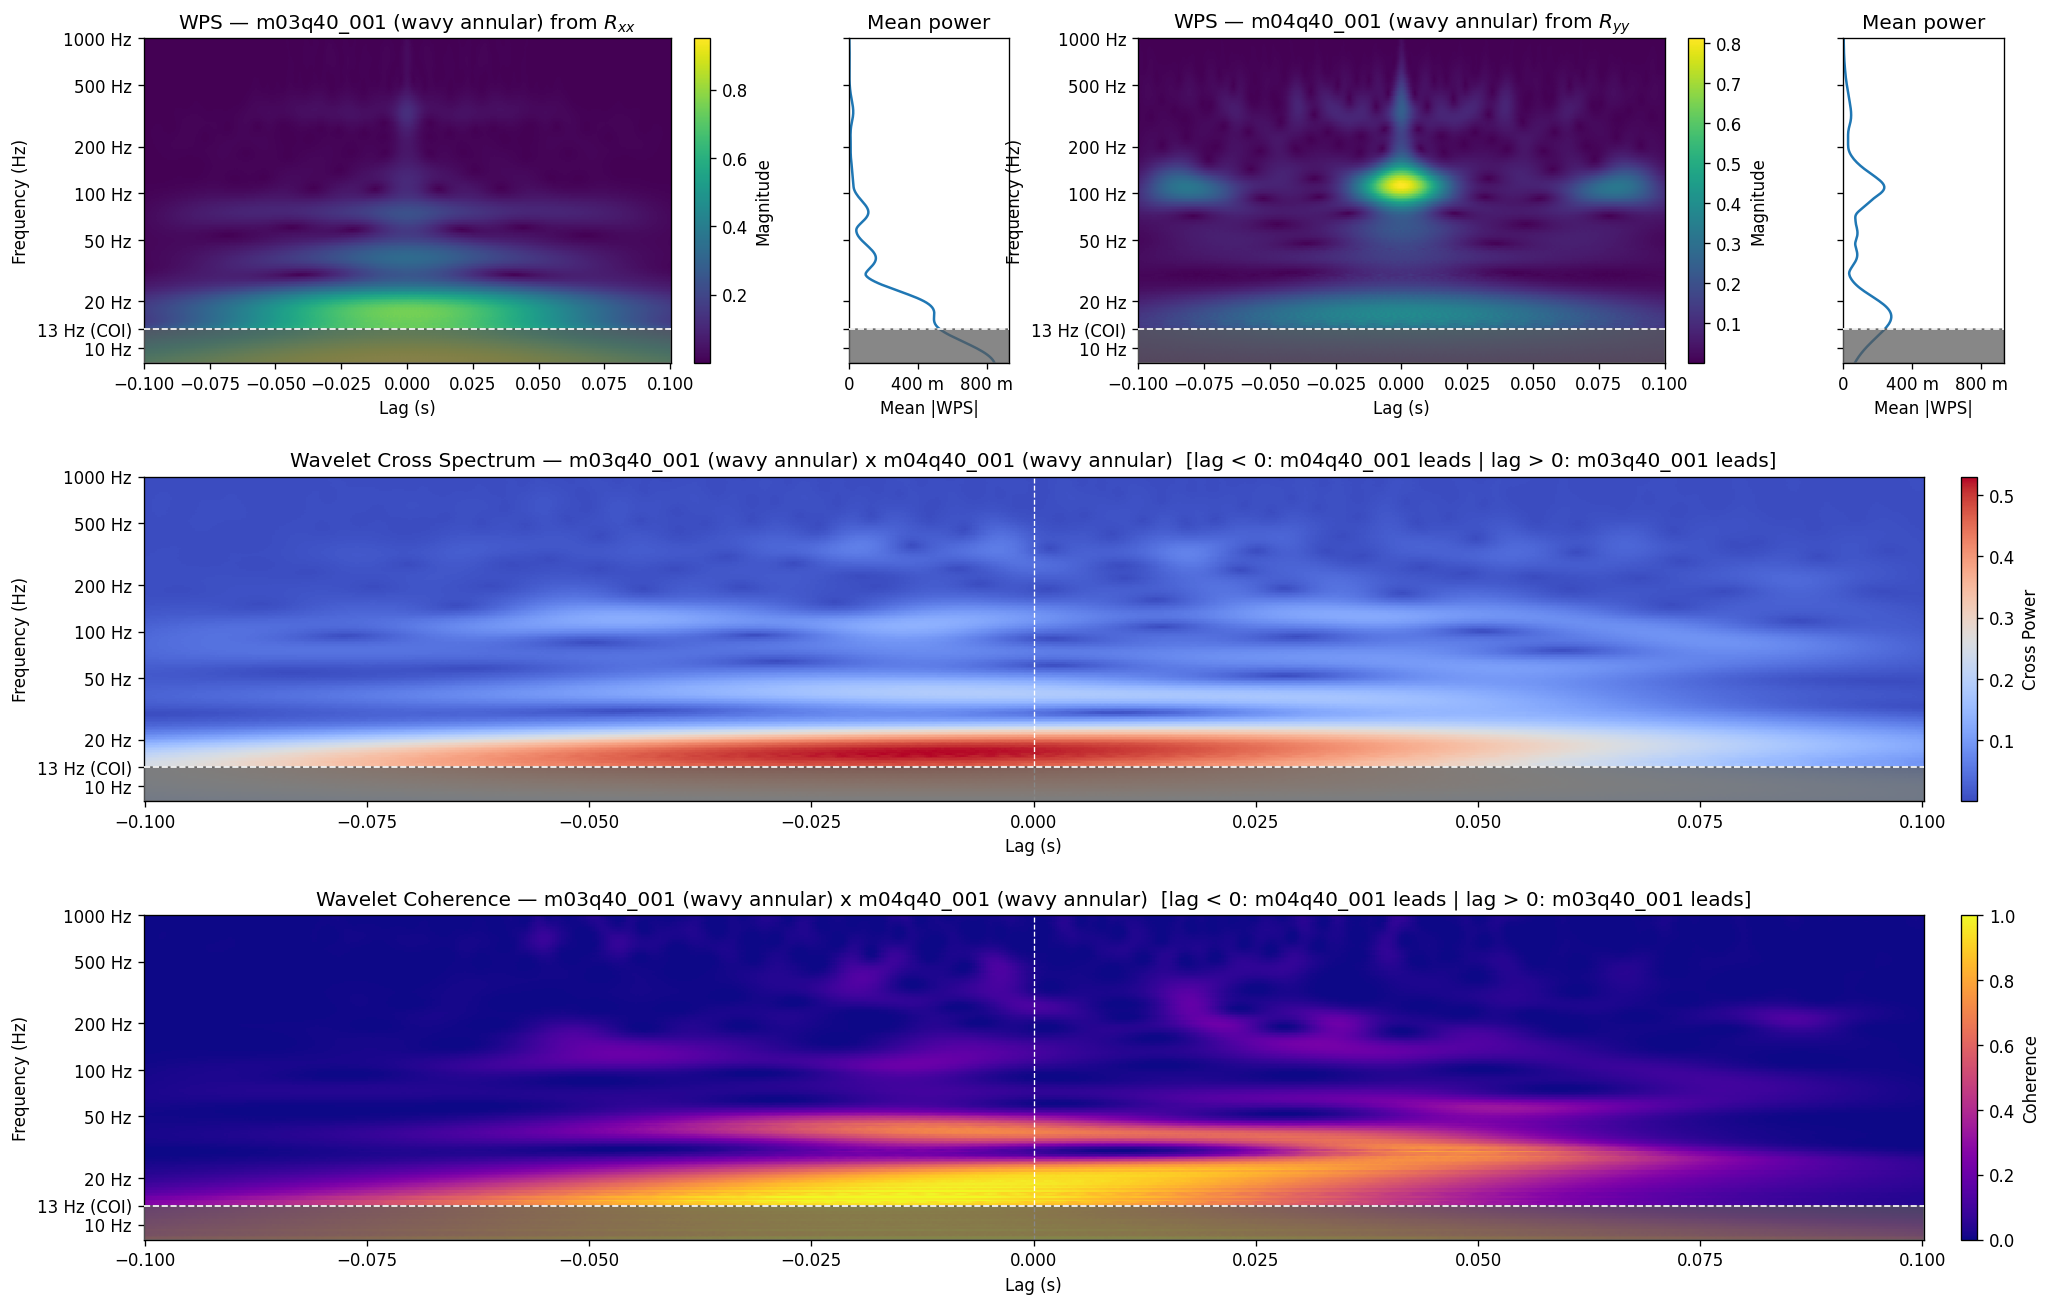 WPS — m03q40_001 (wavy annular) from Rxx
Mean power
WPS — m04q40_001 (wavy annular) from Ryy
Mean power
Frequency (Hz)
1000 Hz
500 Hz
200 Hz
100 Hz
50 Hz
20 Hz
13 Hz (COI)
10 Hz
−0.100 −0.075 −0.050 −0.025 0.000 0.025 0.050 0.075 0.100
Lag (s)
0.8
0.6
0.4
0.2
Magnitude
0 400 m 800 m
Mean |WPS|
Frequency (Hz)
1000 Hz
500 Hz
200 Hz
100 Hz
50 Hz
20 Hz
13 Hz (COI)
10 Hz
−0.100 −0.075 −0.050 −0.025 0.000 0.025 0.050 0.075 0.100
Lag (s)
0.8
0.7
0.6
0.5
0.4
0.3
0.2
0.1
Magnitude
0 400 m 800 m
Mean |WPS|
Wavelet Cross Spectrum — m03q40_001 (wavy annular) x m04q40_001 (wavy annular) [lag < 0: m04q40_001 leads | lag > 0: m03q40_001 leads]
Frequency (Hz)
1000 Hz
500 Hz
200 Hz
100 Hz
50 Hz
20 Hz
13 Hz (COI)
10 Hz
−0.100 −0.075 −0.050 −0.025 0.000 0.025 0.050 0.075 0.100
Lag (s)
0.5
0.4
0.3
0.2
0.1
Cross Power
Wavelet Coherence — m03q40_001 (wavy annular) x m04q40_001 (wavy annular) [lag < 0: m04q40_001 leads | lag > 0: m03q40_001 leads]
Frequency (Hz)
1000 Hz
500 Hz
200 Hz
100 Hz
50 Hz
20 Hz
13 Hz (COI)
10 Hz
−0.100 −0.075 −0.050 −0.025 0.000 0.025 0.050 0.075 0.100
Lag (s)
1.0
0.8
0.6
0.4
0.2
0.0
Coherence